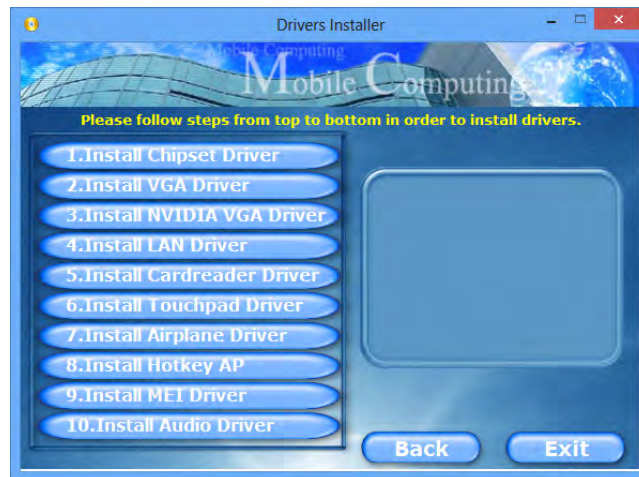 Drivers Installer
Mobile Computing
Mobile Computing
Please follow steps from top to bottom in order to install drivers.
1.Install Chipset Driver
2.Install VGA Driver
3.Install NVIDIA VGA Driver
4.Install LAN Driver
5.Install Cardreader Driver
6.Install Touchpad Driver
7.Install Airplane Driver
8.Install Hotkey AP
9.Install MEI Driver
10.Install Audio Driver
Back
Exit